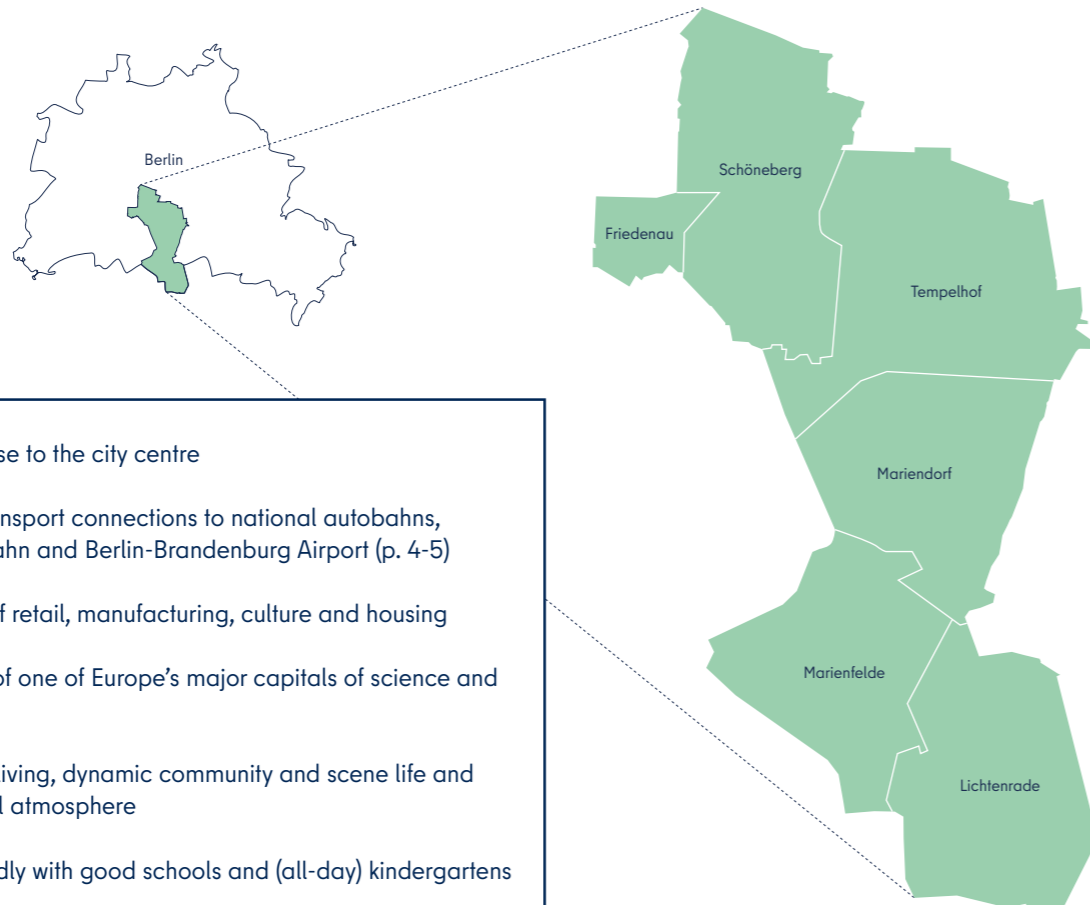 Berlin
Schöneberg
Friedenau
Tempelhof
Mariendorf
Marienfelde
Lichtenrade
se to the city centre
nsport connections to national autobahns,
ahn and Berlin-Brandenburg Airport (p. 4-5)
f retail, manufacturing, culture and housing
of one of Europe’s major capitals of science and
living, dynamic community and scene life and
l atmosphere
dly with good schools and (all-day) kindergartens